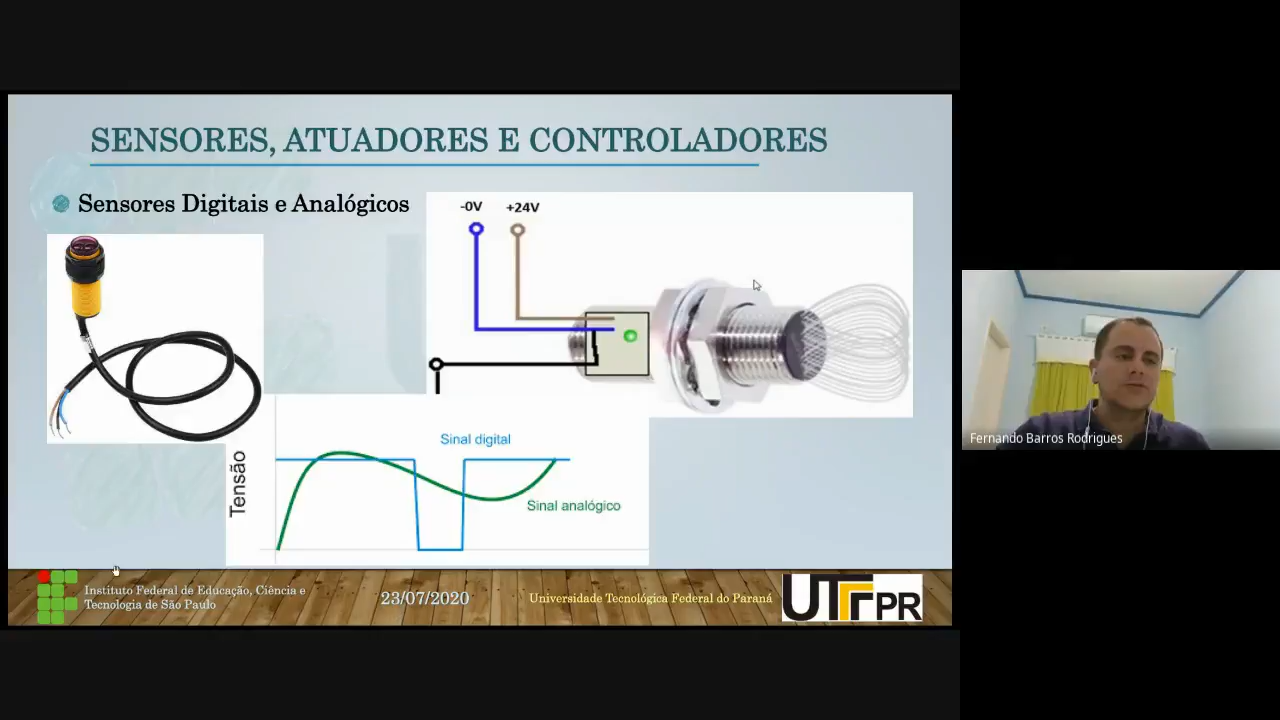 SENSORES, ATUADORES E CONTROLADORES
Sensores Digitais e Analógicos
-0V +24V
Sinal digital
Tensão
Sinal analógico
Fernando Barros Rodrigues
Instituto Federal de Educação, Ciência e
Tecnologia de São Paulo
23/07/2020
Universidade Tecnológica Federal do Paraná
UTFPR